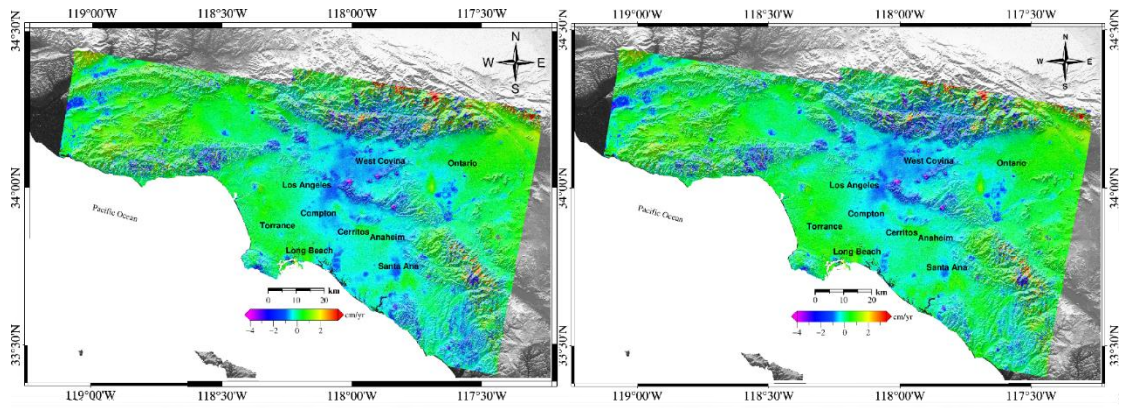 119°00'W 118°30'W 118°00'W 117°30'W
34°30'N
N
W E
S
West Covina
Ontario
34°00'N
Los Angeles
Pacific Ocean
Compton
Torrance
Cerritos
Anaheim
Long Beach
Santa Ana
0 10 20 km
-4 -2 0 2 cm/yr
33°30'N
119°00'W 118°30'W 118°00'W 117°30'W
119°00'W 118°30'W 118°00'W 117°30'W
34°30'N
N
W E
S
West Covina
Ontario
34°00'N
Los Angeles
Pacific Ocean
Compton
Torrance
Cerritos
Anaheim
Long Beach
Santa Ana
0 10 20 km
-4 -2 0 2 cm/yr
33°30'N
119°00'W 118°30'W 118°00'W 117°30'W